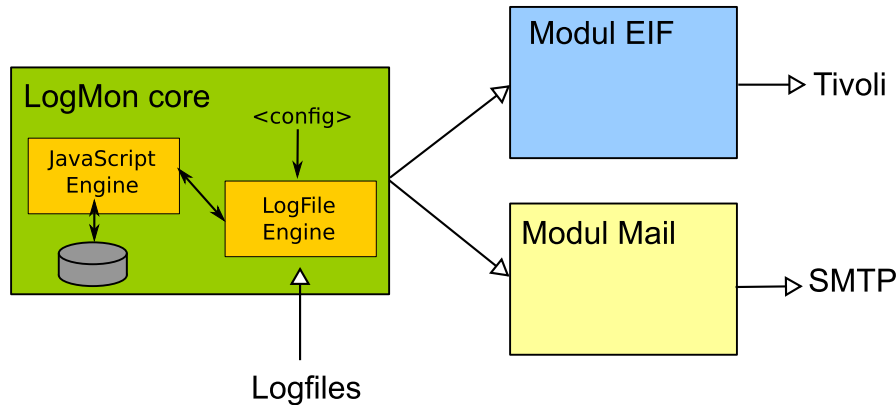 LogMon core
<config>
JavaScript
Engine
LogFile
Engine
Logfiles
Modul EIF
Tivoli
Modul Mail
SMTP